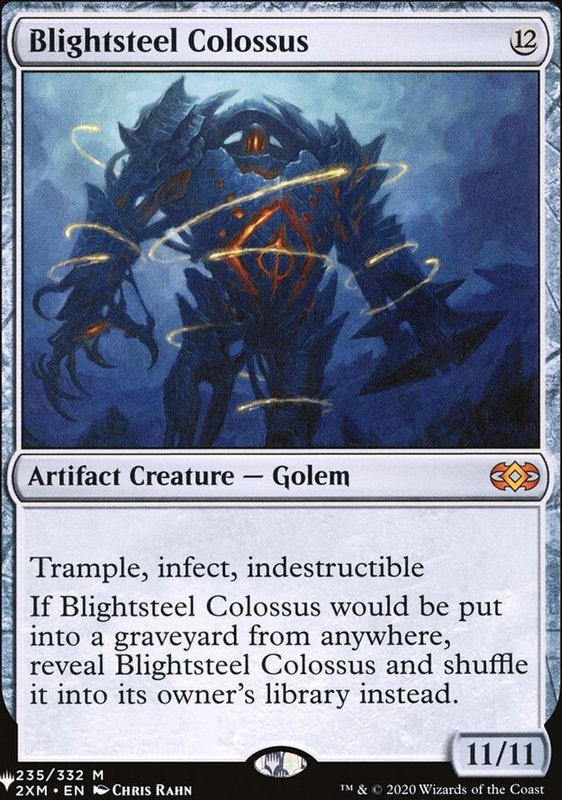 Blightsteel Colossus 12
Artifact Creature — Golem
Trample, infect, indestructible
If Blightsteel Colossus would be put
into a graveyard from anywhere,
reveal Blightsteel Colossus and shuffle
it into its owner's library instead.
11/11
235/332 M
2XM • EN Chris Rahn
™ & © 2020 Wizards of the Coast